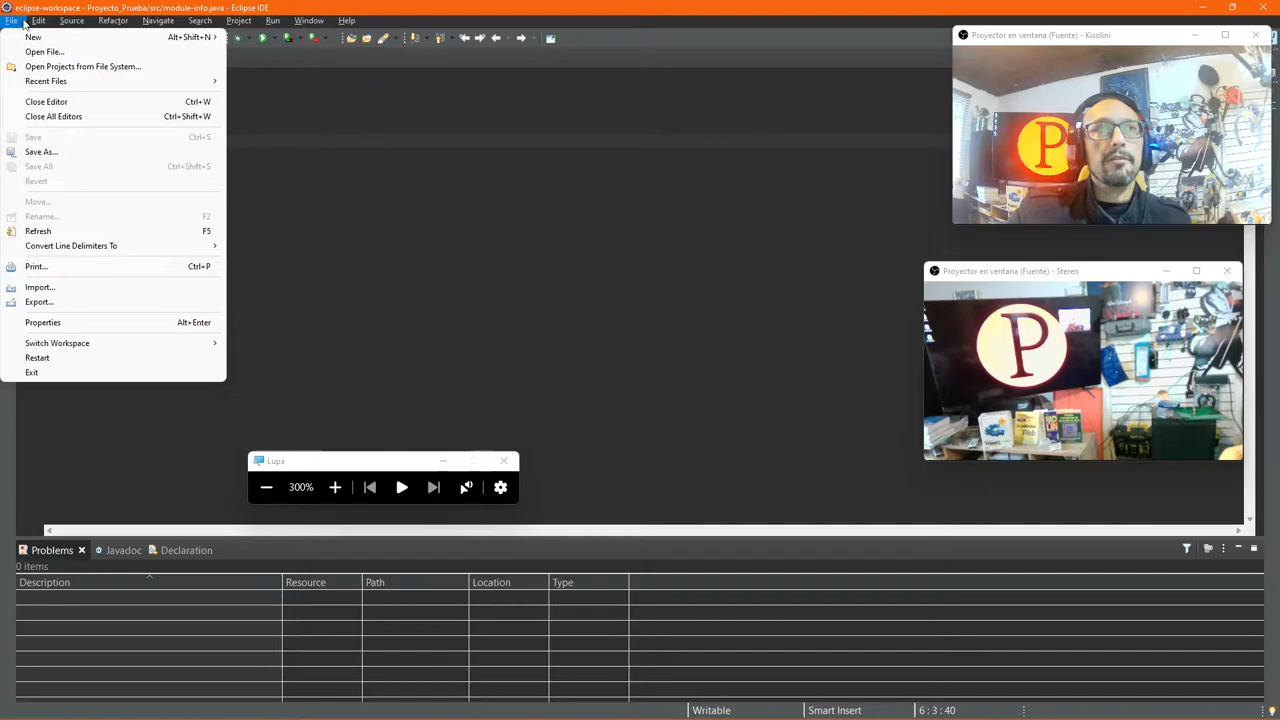 eclipse-workspace - Proyecto_Prueba/src/module-info.java - Eclipse IDE
File Edit Source Refactor Navigate Search Project Run Window Help
New Alt+Shift+N
Open File...
Open Projects from File System...
Recent Files
Close Editor Ctrl+W
Close All Editors Ctrl+Shift+W
Save Ctrl+S
Save As...
Save All Ctrl+Shift+S
Revert
Move...
Rename... F2
Refresh F5
Convert Line Delimiters To
Print... Ctrl+P
Import...
Export...
Properties Alt+Enter
Switch Workspace
Restart
Exit
Proyector en ventana (Fuente) - Kisolini
P
Proyector en ventana (Fuente) - Steren
P
Web
Lupa
300%
Problems Javadoc Declaration
0 items
Description Resource Path Location Type
Writable Smart Insert 6 : 3 : 40